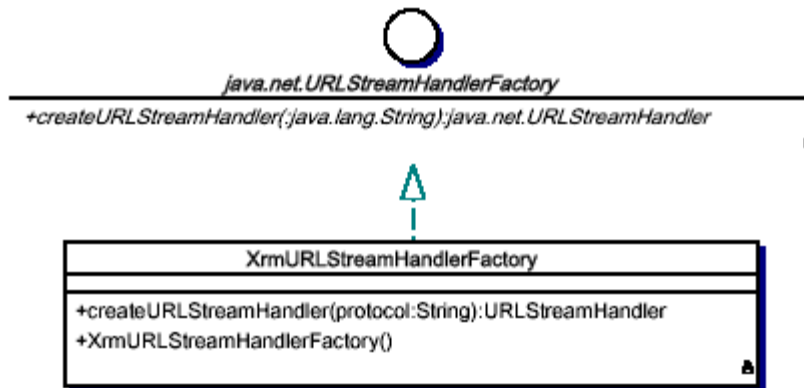 java.net.URLStreamHandlerFactory
+createURLStreamHandler(:java.lang.String):java.net.URLStreamHandler
XrmURLStreamHandlerFactory
+createURLStreamHandler(protocol:String):URLStreamHandler
+XrmURLStreamHandlerFactory()